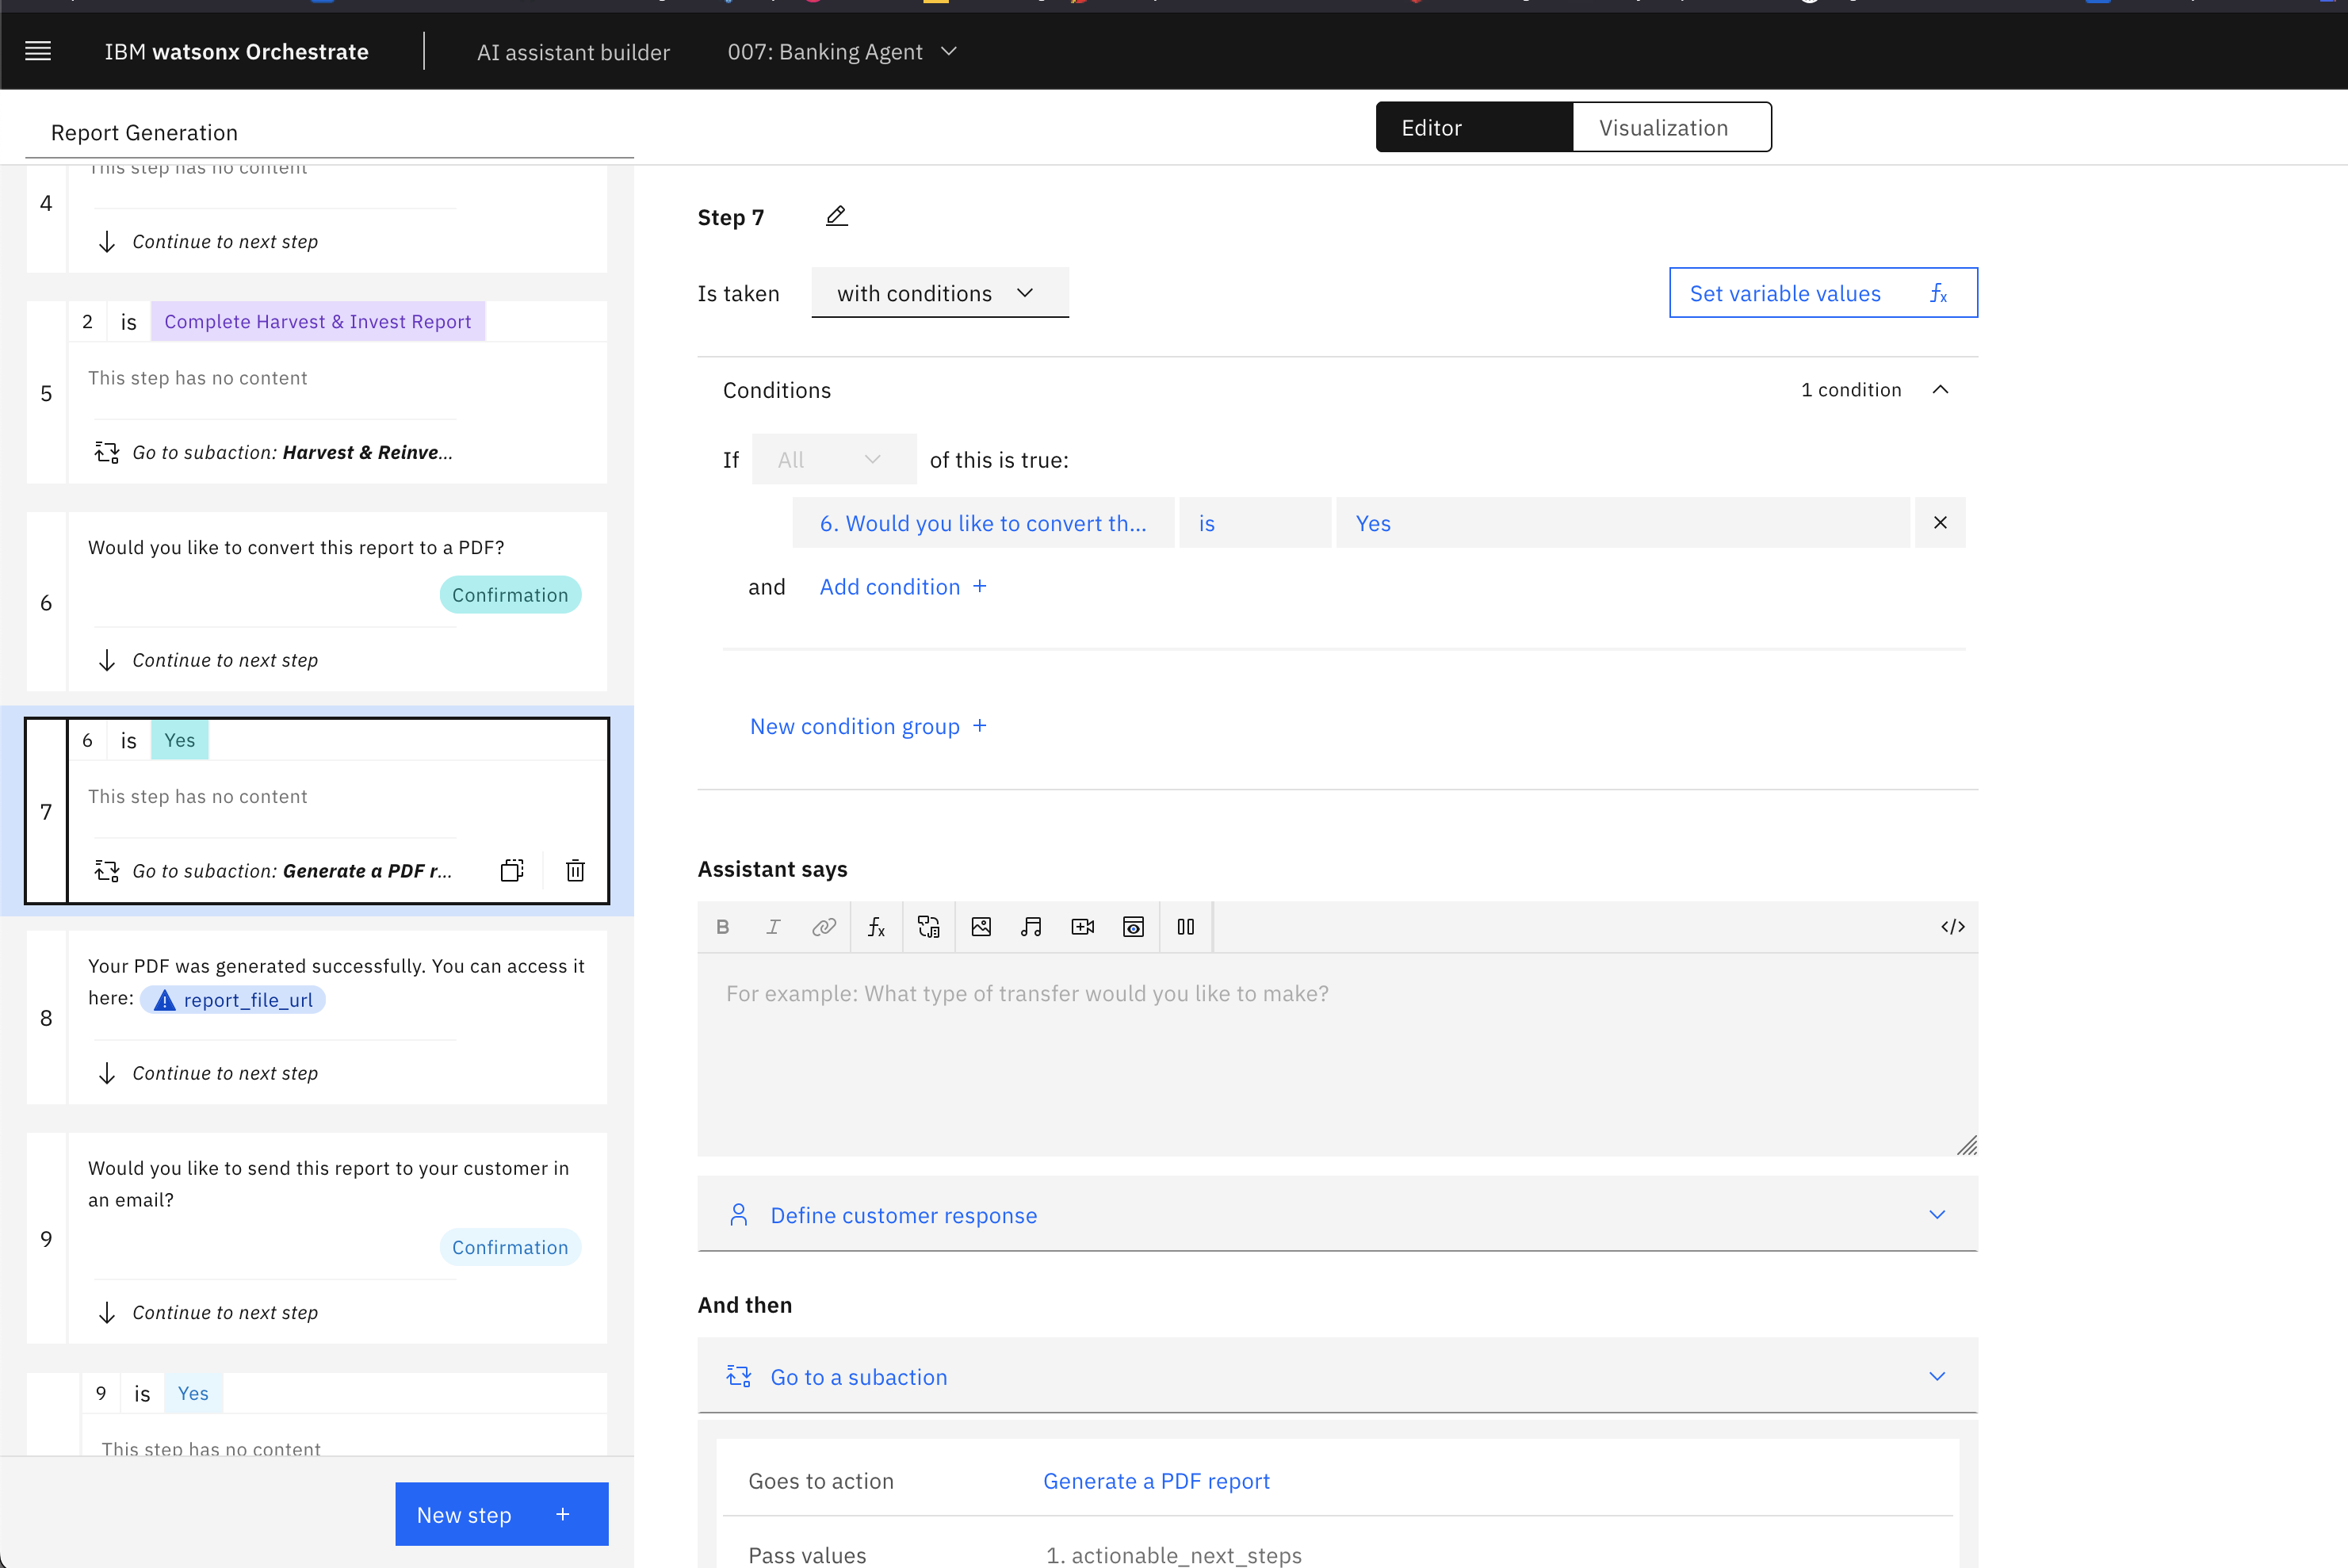 IBM watsonx Orchestrate
AI assistant builder
007: Banking Agent
Report Generation
Editor
Visualization
This step has no content
4
Continue to next step
2 is Complete Harvest & Invest Report
This step has no content
5
Go to subaction: Harvest & Reinve...
Would you like to convert this report to a PDF?
Confirmation
6
Continue to next step
6 is Yes
This step has no content
7
Go to subaction: Generate a PDF r...
Your PDF was generated successfully. You can access it
here: report_file_url
8
Continue to next step
Would you like to send this report to your customer in
an email?
9
Confirmation
Continue to next step
9 is Yes
This step has no content
New step +
Step 7
Is taken with conditions
Set variable values fx
Conditions
1 condition
If All of this is true:
6. Would you like to convert th... is Yes
and Add condition +
New condition group +
Assistant says
B I fx </>
For example: What type of transfer would you like to make?
Define customer response
And then
Go to a subaction
Goes to action Generate a PDF report
Pass values 1. actionable_next_steps